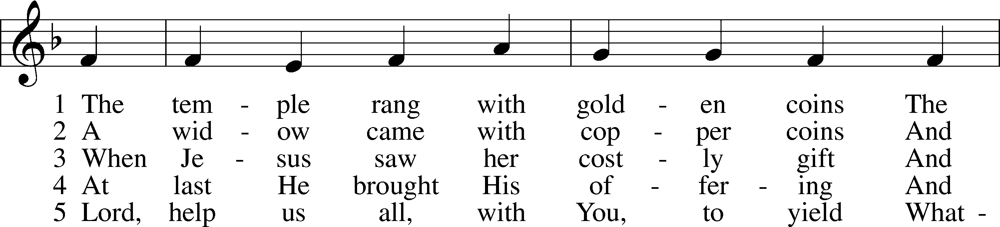 1 The tem - ple rang with gold - en coins The
2 A wid - ow came with cop - per coins And
3 When Je - sus saw her cost - ly gift And
4 At last He brought His of - fer - ing And
5 Lord, help us all, with You, to yield What -